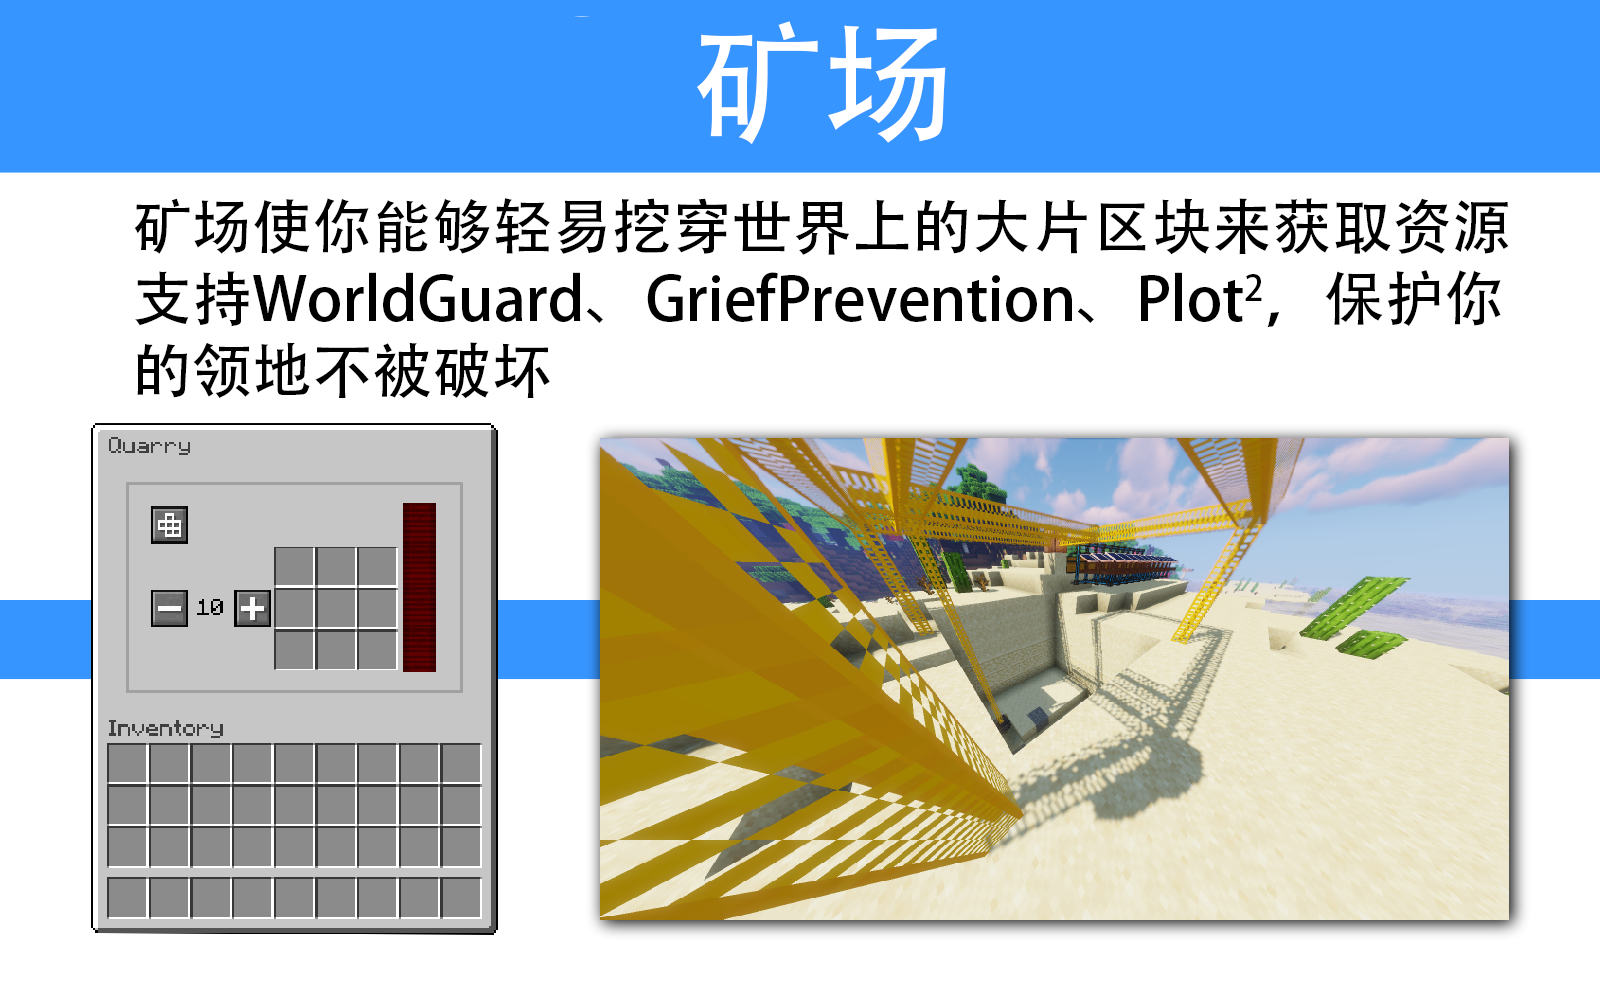 矿场
矿场使你能够轻易挖穿世界上的大片区块来获取资源
支持WorldGuard、GriefPrevention、Plot²，保护你
的领地不被破坏
Quarry
10
Inventory